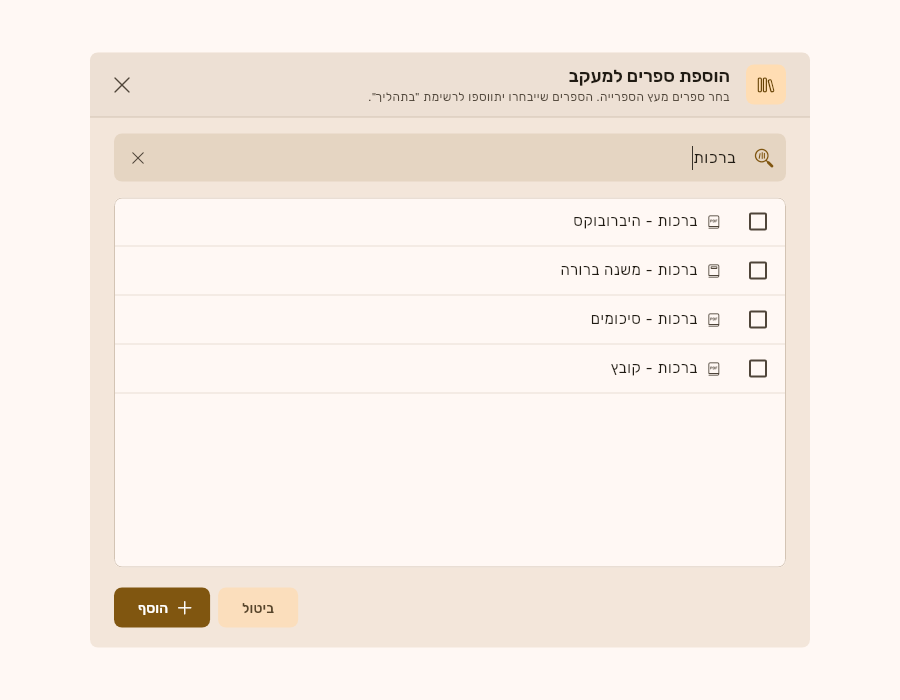 הוספת ספרים למעקב
בחר ספרים מעץ הספרייה. הספרים שייבחרו יתווספו לרשימת "בתהליך".
ברכות
ברכות - היברובוקס
ברכות - משנה ברורה
ברכות - סיכומים
ברכות - קובץ
ביטול
הוסף